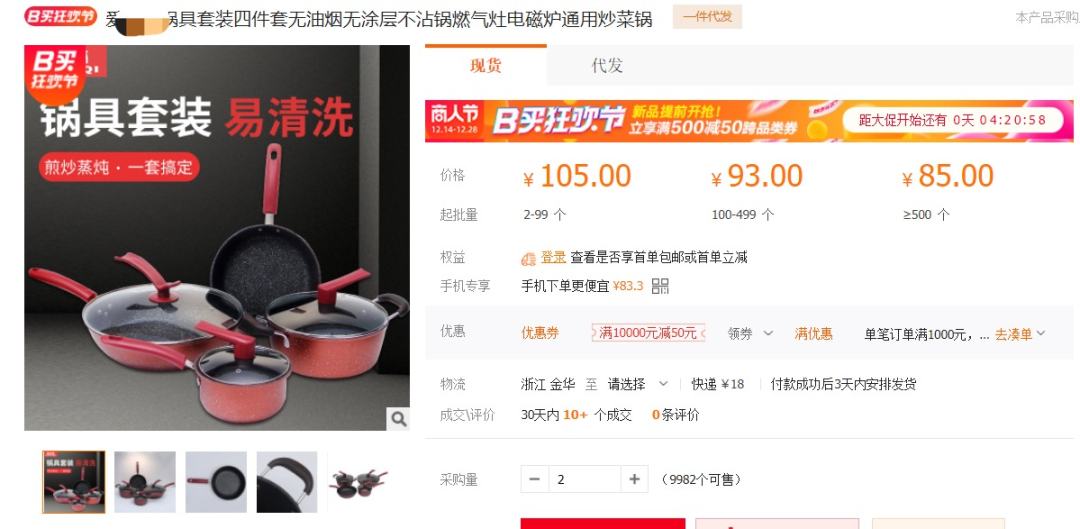 B买狂欢节
爱
锅具套装四件套无油烟无涂层不沾锅燃气灶电磁炉通用炒菜锅
一件代发
本产品采购
B买
狂欢节
锅具套装 易清洗
煎炒蒸炖·一套搞定
现货
代发
商人节
12.14-12.28
B买狂欢节
新品提前开抢!
立享满500减50跨品类券
距大促开始还有 0天 04:20:58
价格
¥ 105.00
¥ 93.00
¥ 85.00
起批量
2-99 个
100-499 个
≥500 个
权益
登录 查看是否享首单包邮或首单立减
手机专享
手机下单更便宜 ¥83.3
优惠
优惠券
满10000元减50元
领券
满优惠
单笔订单满1000元, ... 去凑单
物流
浙江 金华 至 请选择
快递 ¥18
付款成功后3天内安排发货
成交\评价
30天内 10+ 个成交
0条评价
采购量
− 2 +
(9982个可售)